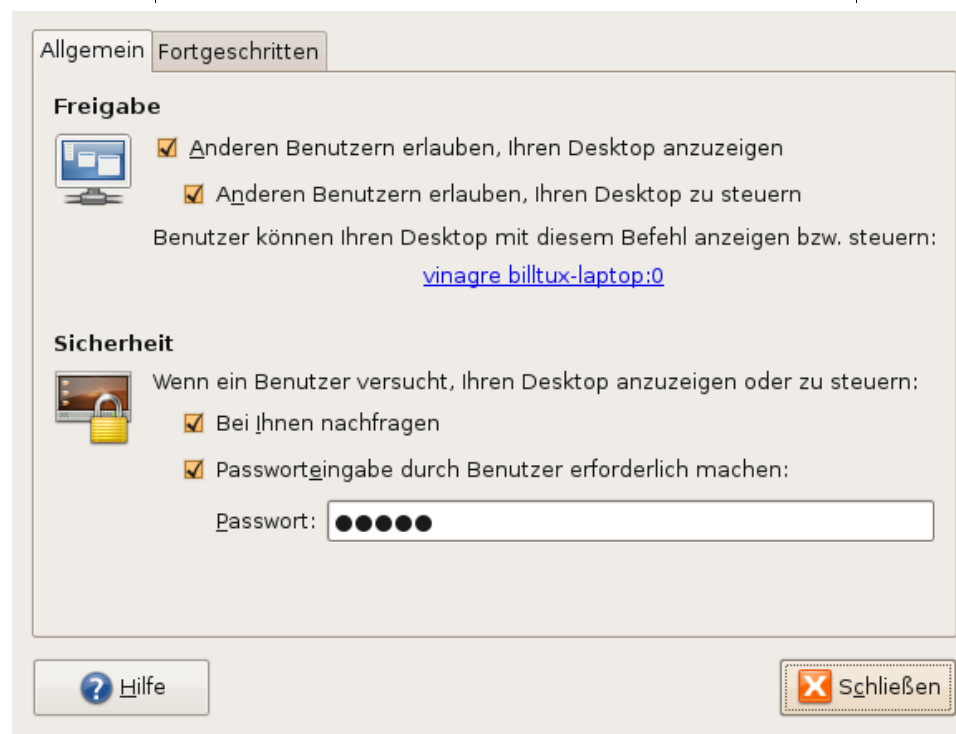 Allgemein Fortgeschritten
Freigabe
Anderen Benutzern erlauben, Ihren Desktop anzuzeigen
Anderen Benutzern erlauben, Ihren Desktop zu steuern
Benutzer können Ihren Desktop mit diesem Befehl anzeigen bzw. steuern:
vinagre billtux-laptop:0
Sicherheit
Wenn ein Benutzer versucht, Ihren Desktop anzuzeigen oder zu steuern:
Bei Ihnen nachfragen
Passworteingabe durch Benutzer erforderlich machen:
Passwort: ●●●●●
Hilfe Schließen